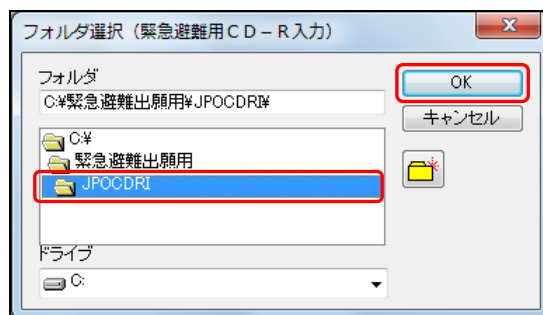 フォルダ選択（緊急避難用ＣＤ－Ｒ入力）
フォルダ
C:¥緊急避難出願用¥JPOCDRI¥
OK
キャンセル
C:¥
緊急避難出願用
JPOCDRI
ドライブ
C: